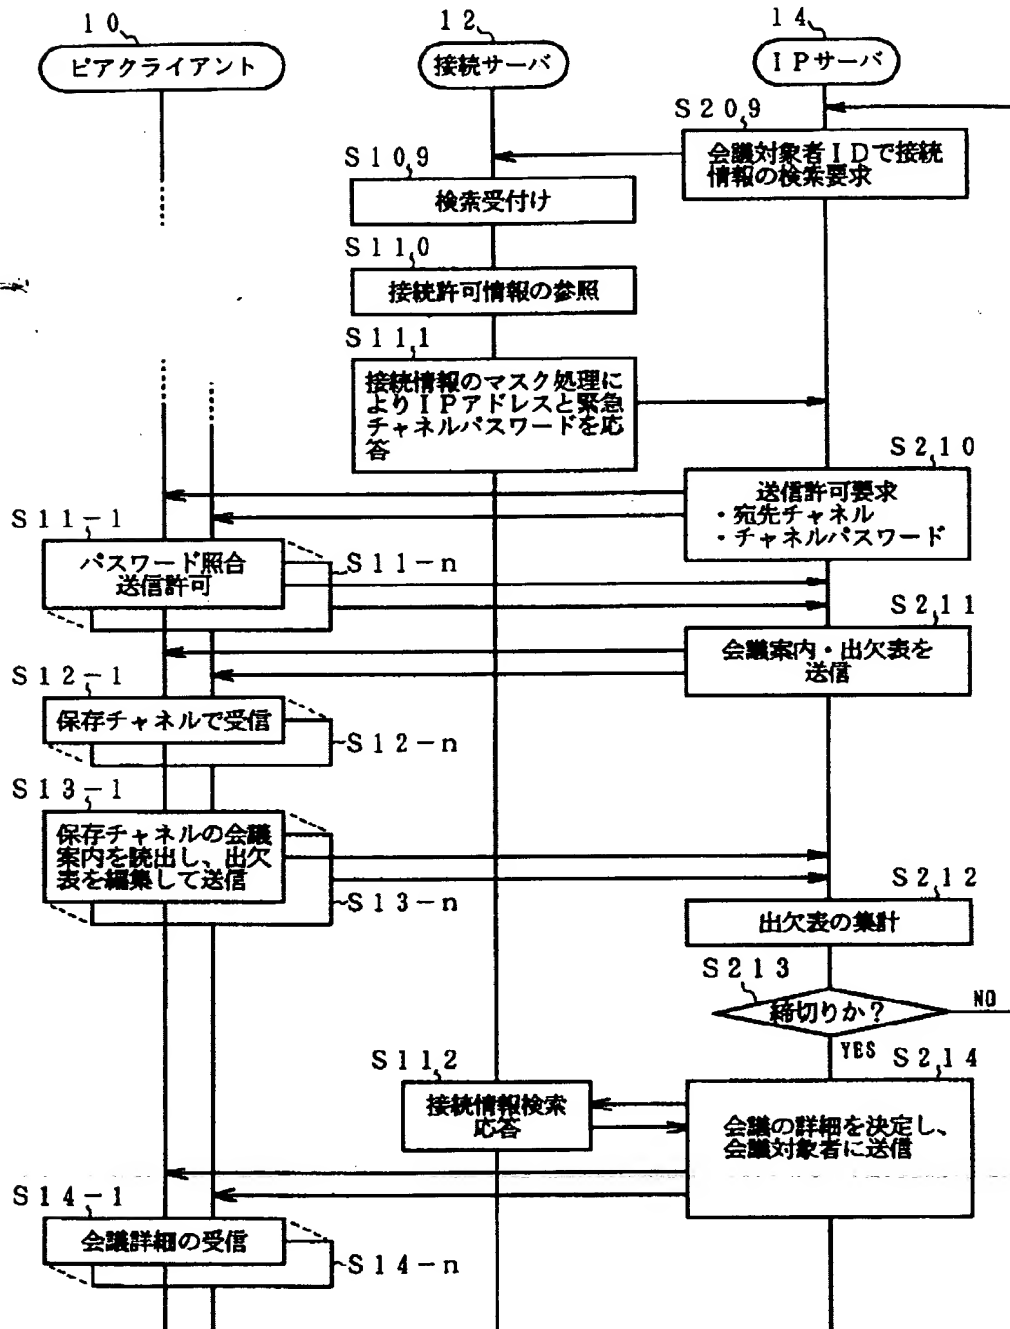 10
12
14
ピアクライアント
接続サーバ
IPサーバ
S209
会議対象者IDで接続
情報の検索要求
S109
検索受付け
S110
接続許可情報の参照
S111
接続情報のマスク処理に
よりIPアドレスと緊急
チャネルパスワードを応
答
S210
送信許可要求
・宛先チャネル
・チャネルパスワード
S11-1
パスワード照合
送信許可
S11-n
S211
会議案内・出欠表を
送信
S12-1
保存チャネルで受信
S12-n
S13-1
保存チャネルの会議
案内を読出し、出欠
表を編集して送信
S13-n
S212
出欠表の集計
S213
締切りか?
NO
YES
S112
接続情報検索
応答
S214
会議の詳細を決定し、
会議対象者に送信
S14-1
会議詳細の受信
S14-n